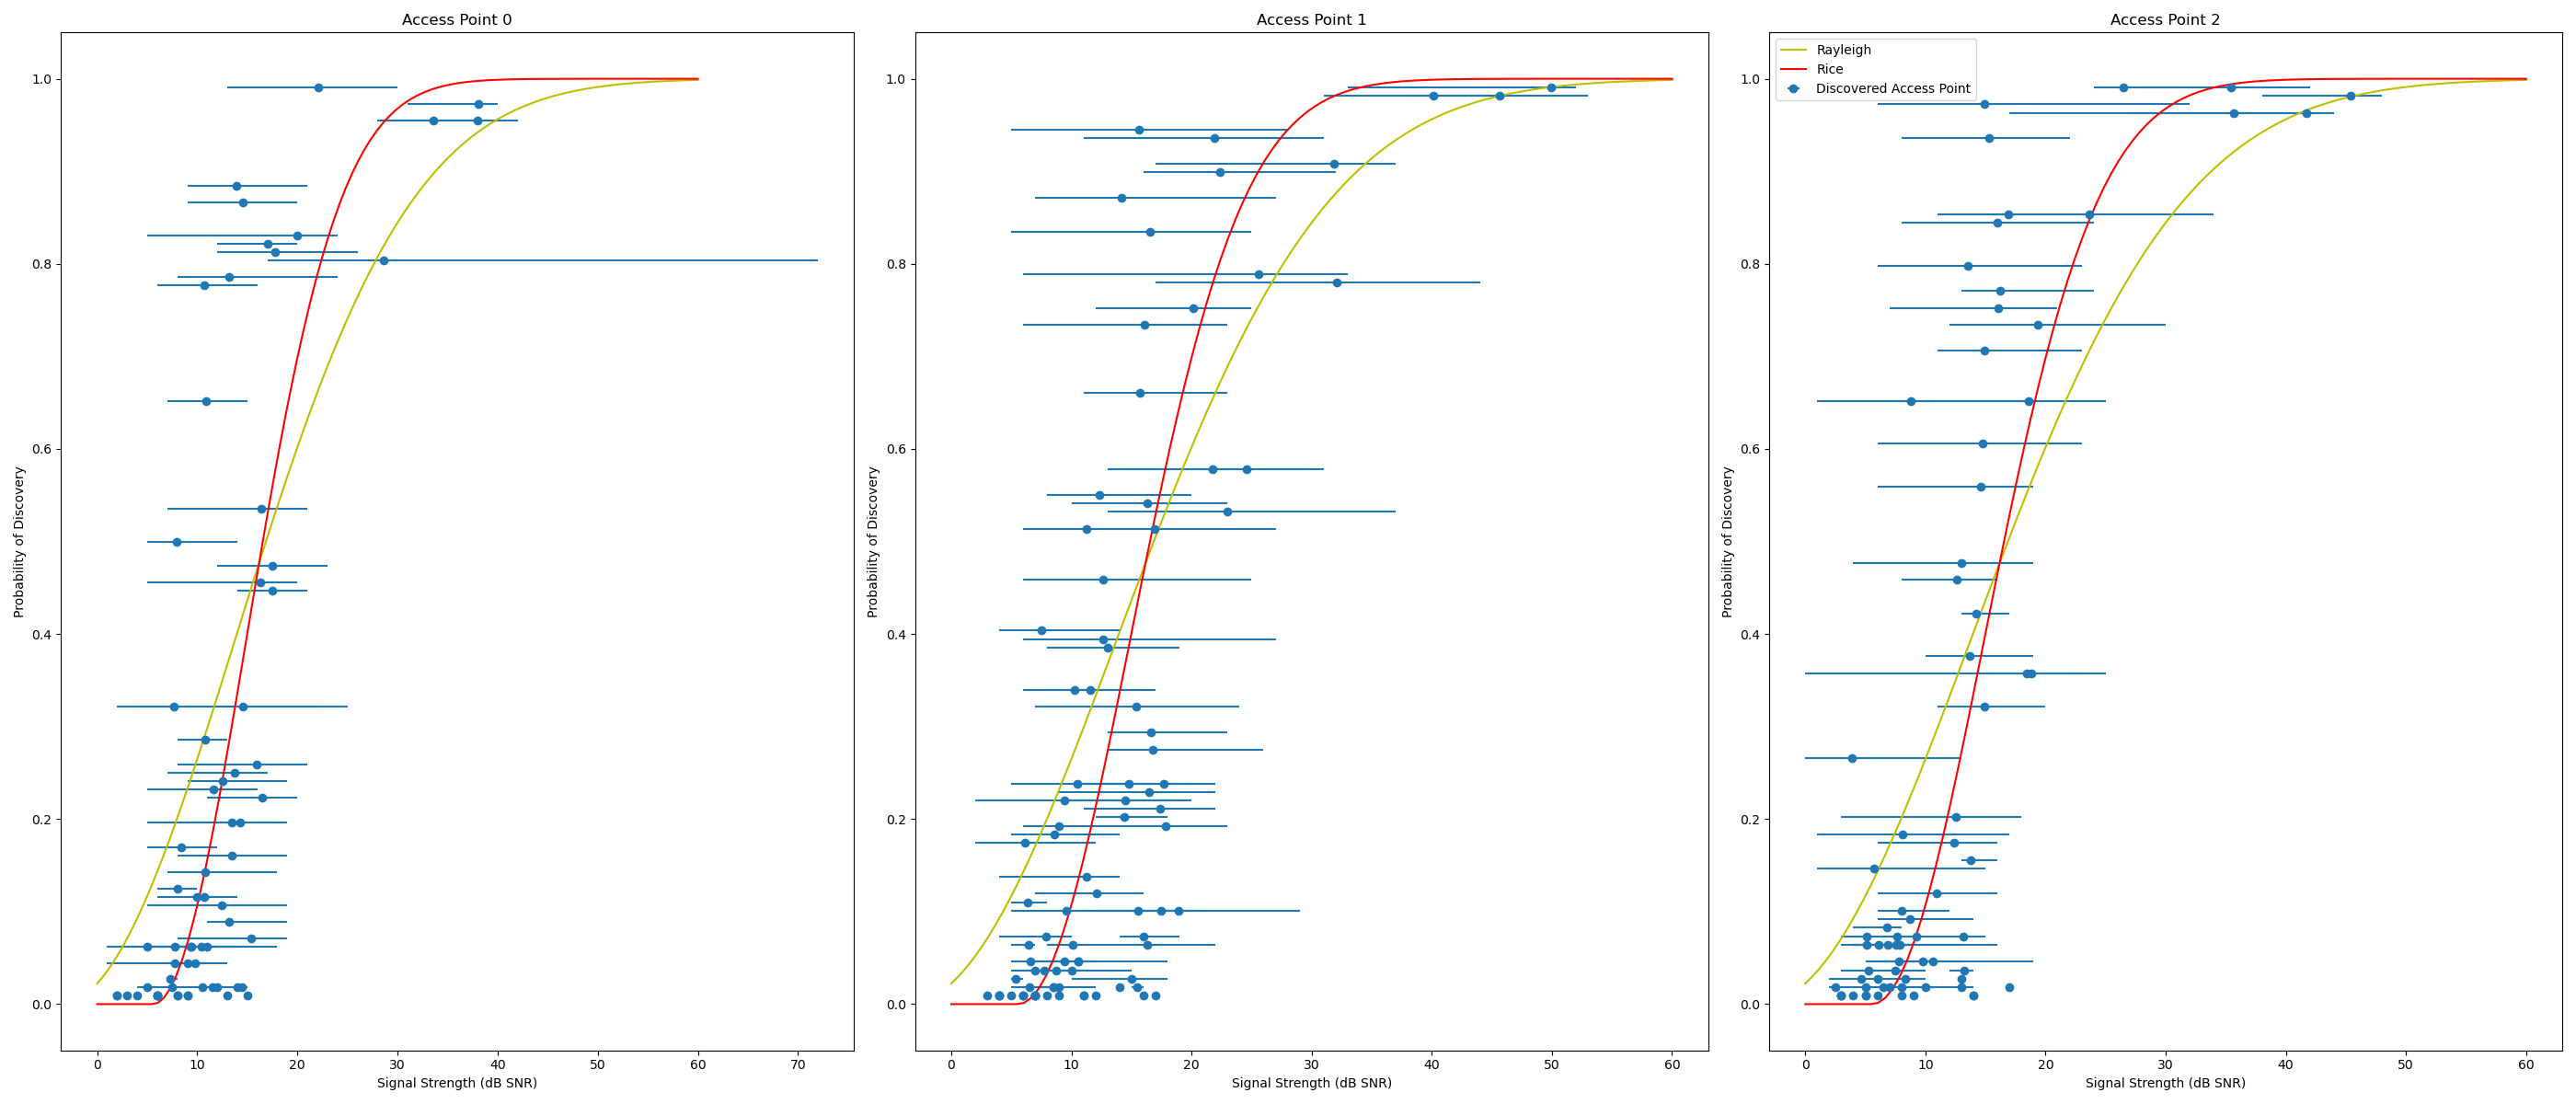 Access Point 0
1.0
0.8
0.6
0.4
0.2
0.0
Probability of Discovery
0 10 20 30 40 50 60 70
Signal Strength (dB SNR)
Access Point 1
1.0
0.8
0.6
0.4
0.2
0.0
Probability of Discovery
0 10 20 30 40 50 60
Signal Strength (dB SNR)
Access Point 2
Rayleigh
Rice
Discovered Access Point
1.0
0.8
0.6
0.4
0.2
0.0
Probability of Discovery
0 10 20 30 40 50 60
Signal Strength (dB SNR)